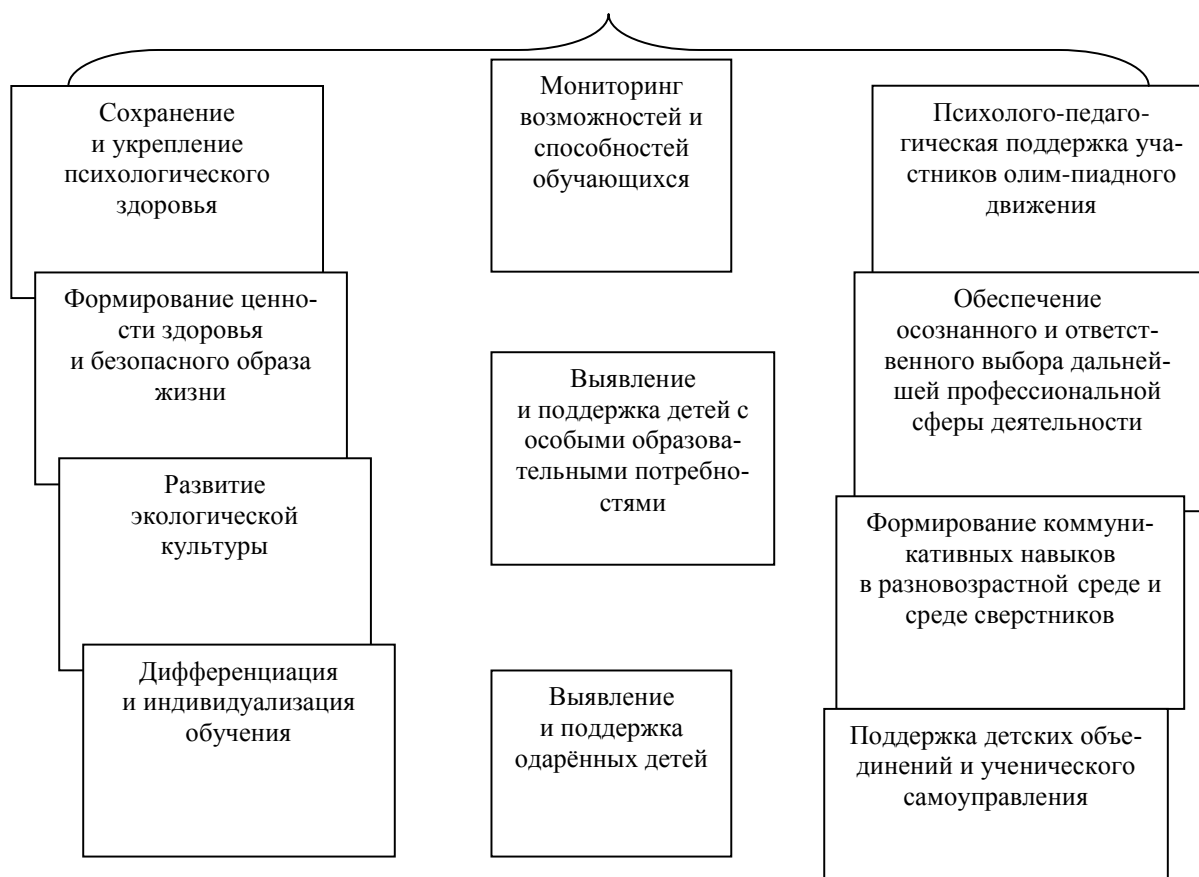 Сохранение
и укрепление
психологического
здоровья
Формирование ценно-
сти здоровья
и безопасного образа
жизни
Развитие
экологической
культуры
Дифференциация
и индивидуализация
обучения
Мониторинг
возможностей и
способностей
обучающихся
Выявление
и поддержка детей с
особыми образова-
тельными потребно-
стями
Выявление
и поддержка
одарённых детей
Психолого-педаго-
гическая поддержка уча-
стников олим-пиадного
движения
Обеспечение
осознанного и ответст-
венного выбора дальней-
шей профессиональной
сферы деятельности
Формирование коммуни-
кативных навыков
в разновозрастной среде и
среде сверстников
Поддержка детских объе-
динений и ученического
самоуправления